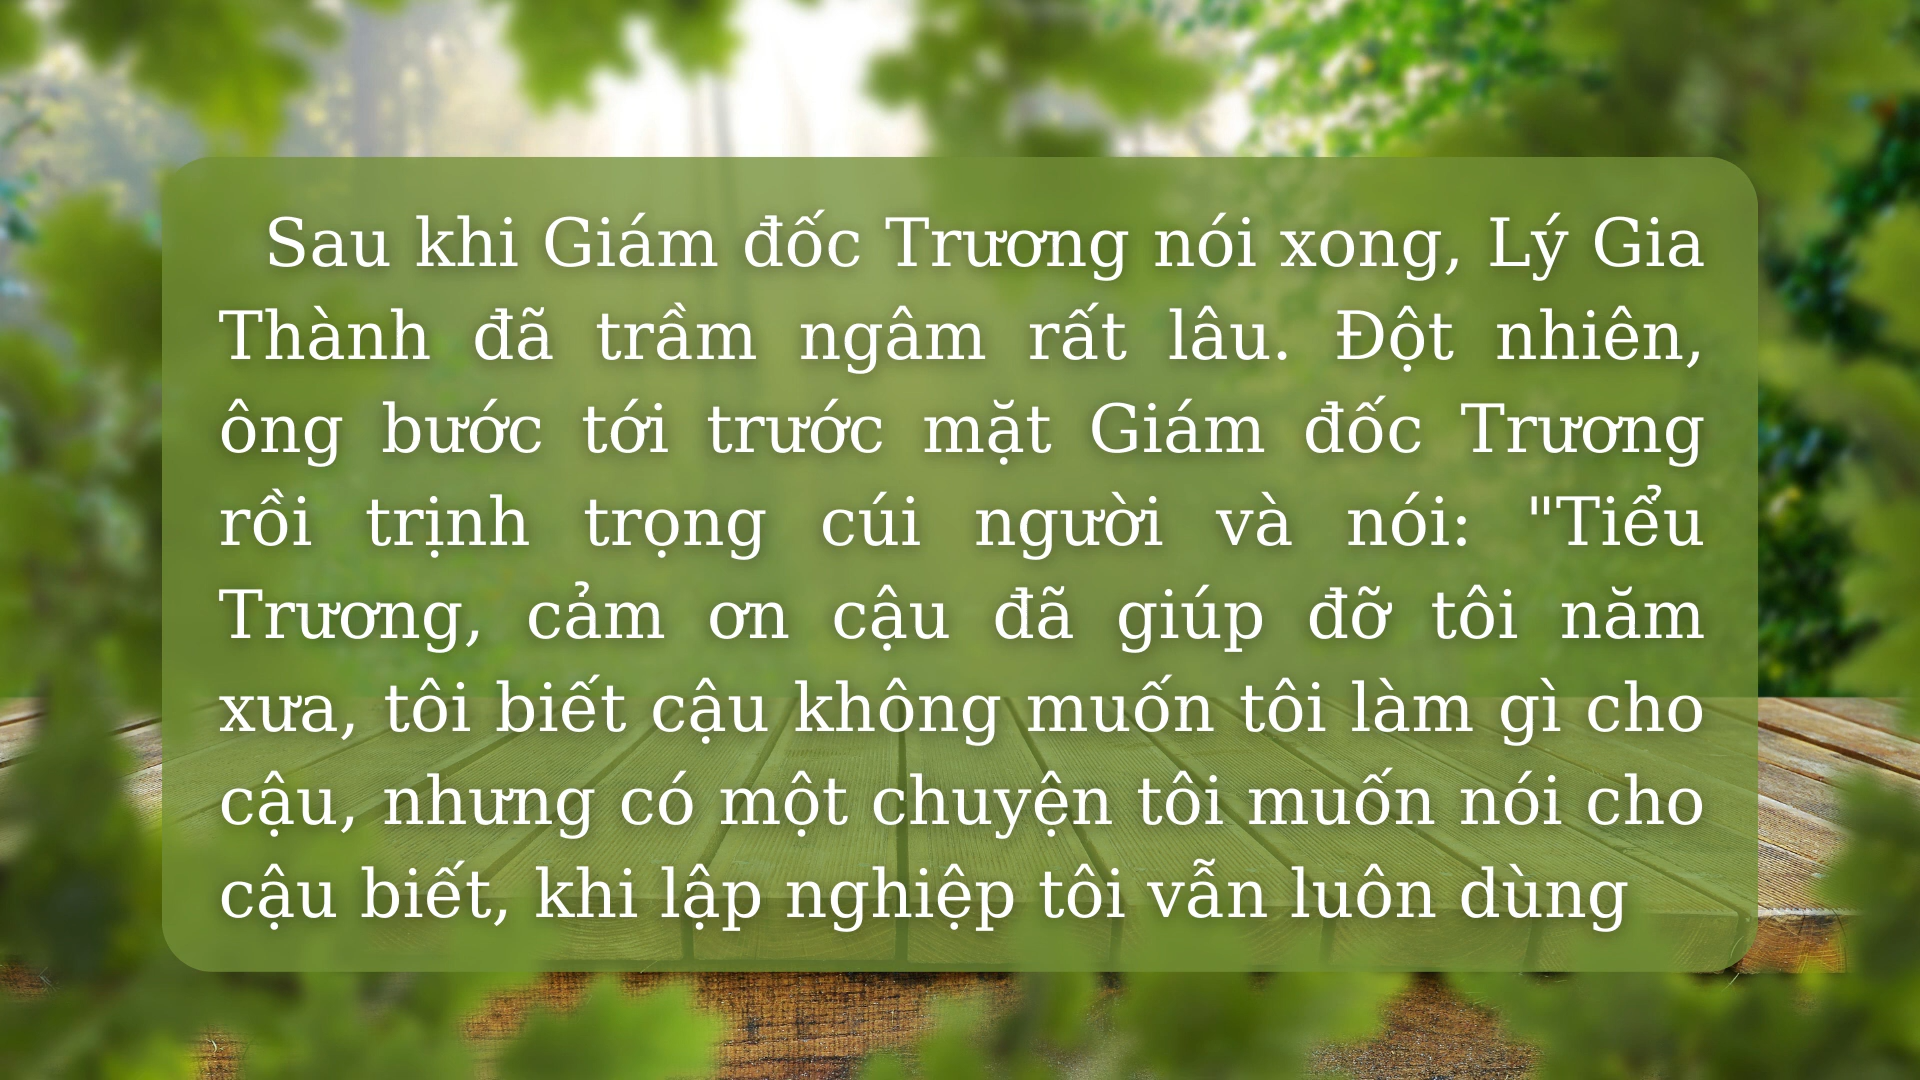 Sau khi Giám đốc Trương nói xong, Lý Gia
Thành đã trầm ngâm rất lâu. Đột nhiên,
ông bước tới trước mặt Giám đốc Trương
rồi trịnh trọng cúi người và nói: "Tiểu
Trương, cảm ơn cậu đã giúp đỡ tôi năm
xưa, tôi biết cậu không muốn tôi làm gì cho
cậu, nhưng có một chuyện tôi muốn nói cho
cậu biết, khi lập nghiệp tôi vẫn luôn dùng